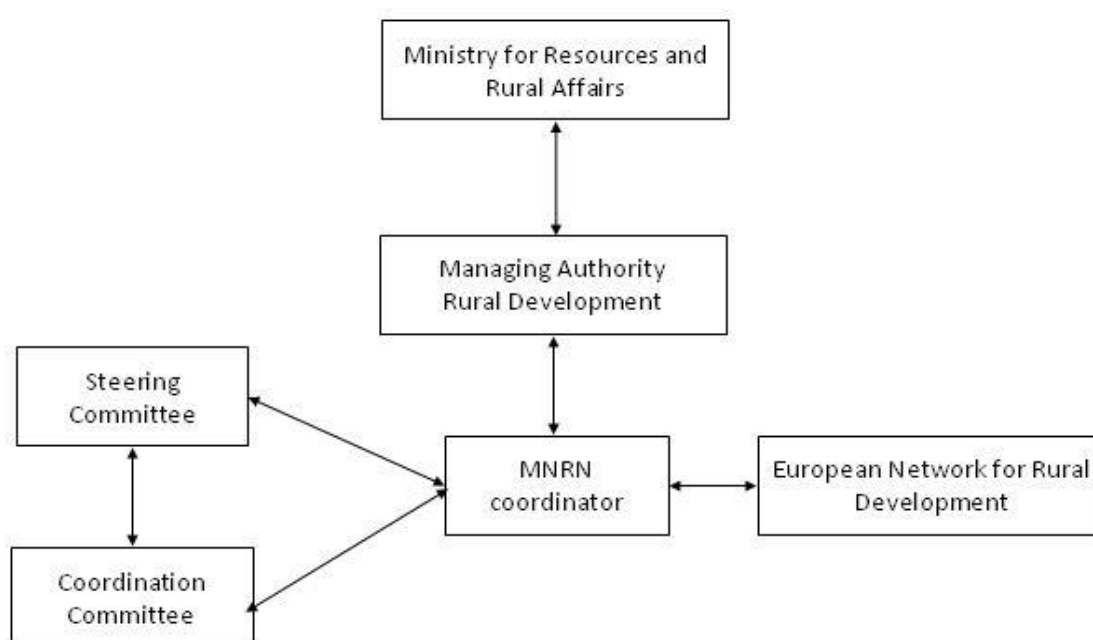 Ministry for Resources and
Rural Affairs
Managing Authority
Rural Development
Steering
Committee
MNRN
coordinator
European Network for Rural
Development
Coordination
Committee